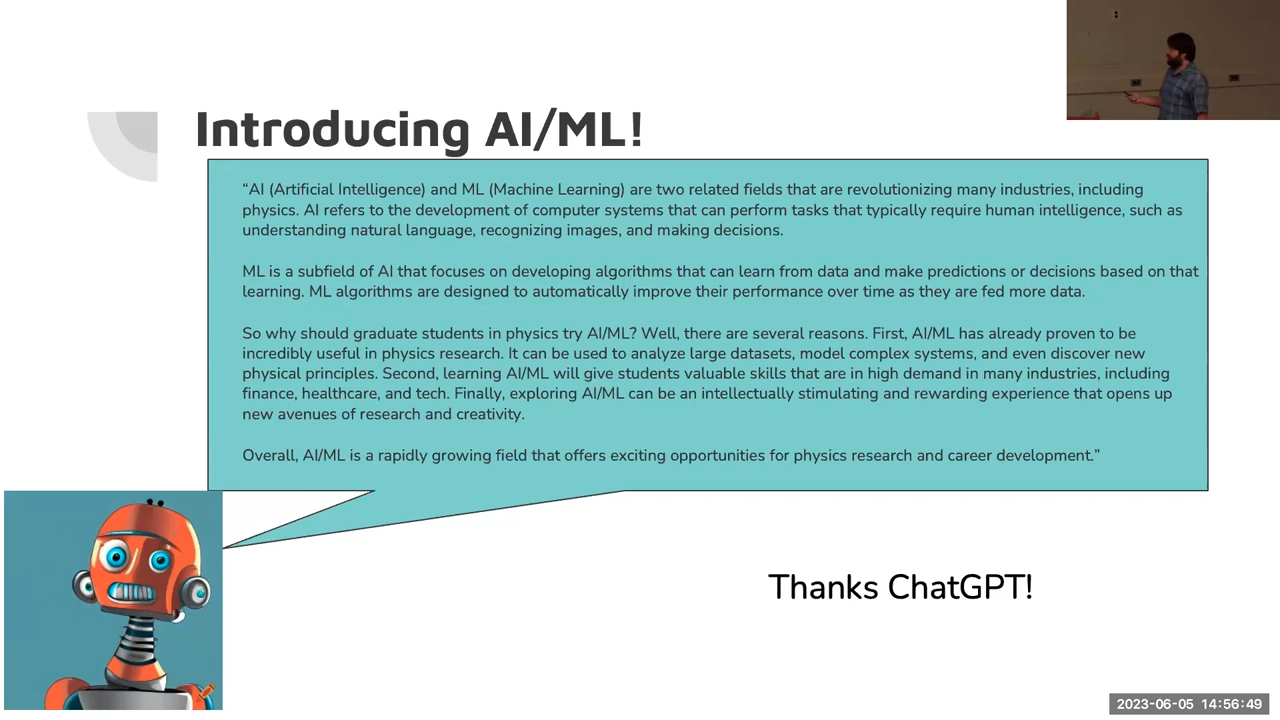 Introducing AI/ML!
“AI (Artificial Intelligence) and ML (Machine Learning) are two related fields that are revolutionizing many industries, including
physics. AI refers to the development of computer systems that can perform tasks that typically require human intelligence, such as
understanding natural language, recognizing images, and making decisions.
ML is a subfield of AI that focuses on developing algorithms that can learn from data and make predictions or decisions based on that
learning. ML algorithms are designed to automatically improve their performance over time as they are fed more data.
So why should graduate students in physics try AI/ML? Well, there are several reasons. First, AI/ML has already proven to be
incredibly useful in physics research. It can be used to analyze large datasets, model complex systems, and even discover new
physical principles. Second, learning AI/ML will give students valuable skills that are in high demand in many industries, including
finance, healthcare, and tech. Finally, exploring AI/ML can be an intellectually stimulating and rewarding experience that opens up
new avenues of research and creativity.
Overall, AI/ML is a rapidly growing field that offers exciting opportunities for physics research and career development.”
Thanks ChatGPT!
2023-06-05 14:56:49